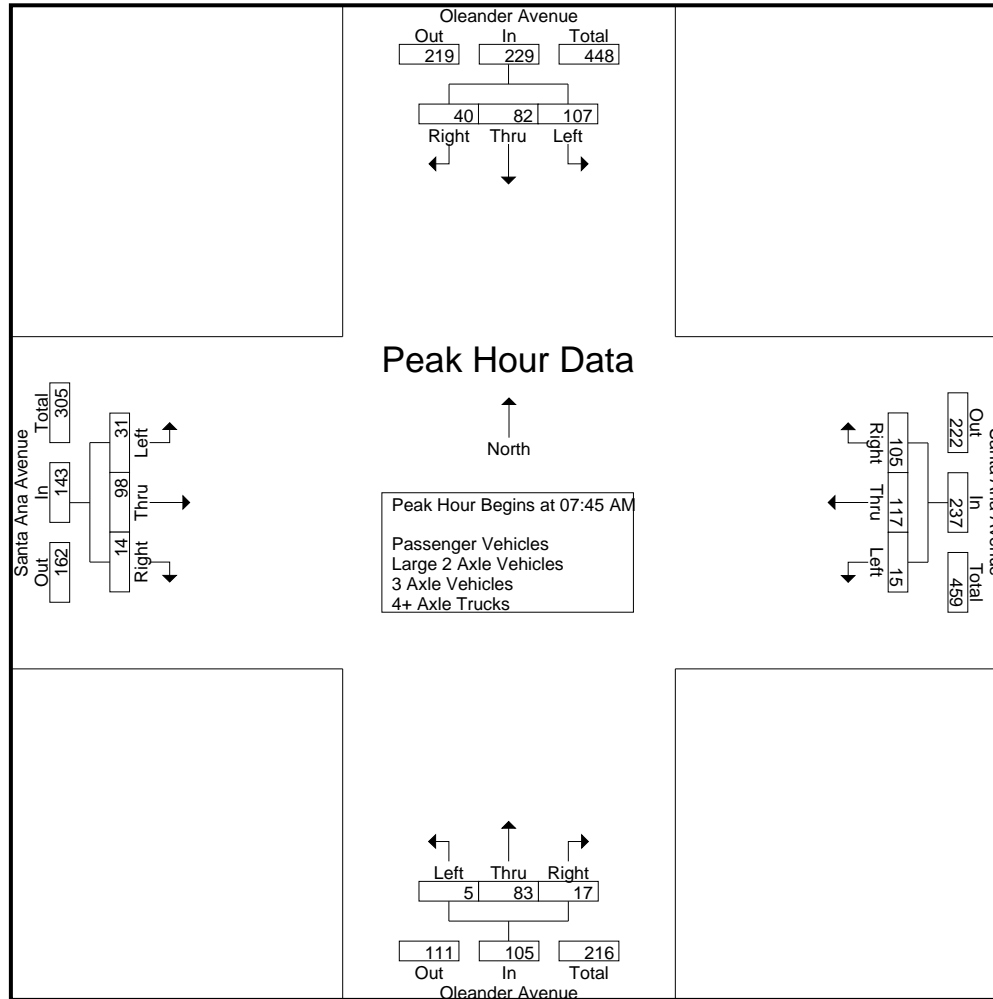 Oleander Avenue
Out In Total
219 229 448
40 82 107
Right Thru Left
Peak Hour Data
North
Peak Hour Begins at 07:45 AM
Passenger Vehicles
Large 2 Axle Vehicles
3 Axle Vehicles
4+ Axle Trucks
Santa Ana Avenue
Out In Total
162 143 305
14 98 31
Right Thru Left
Out In Total
222 237 459
105 117 15
Right Thru Left
Left Thru Right
5 83 17
111 105 216
Out In Total
Oleander Avenue